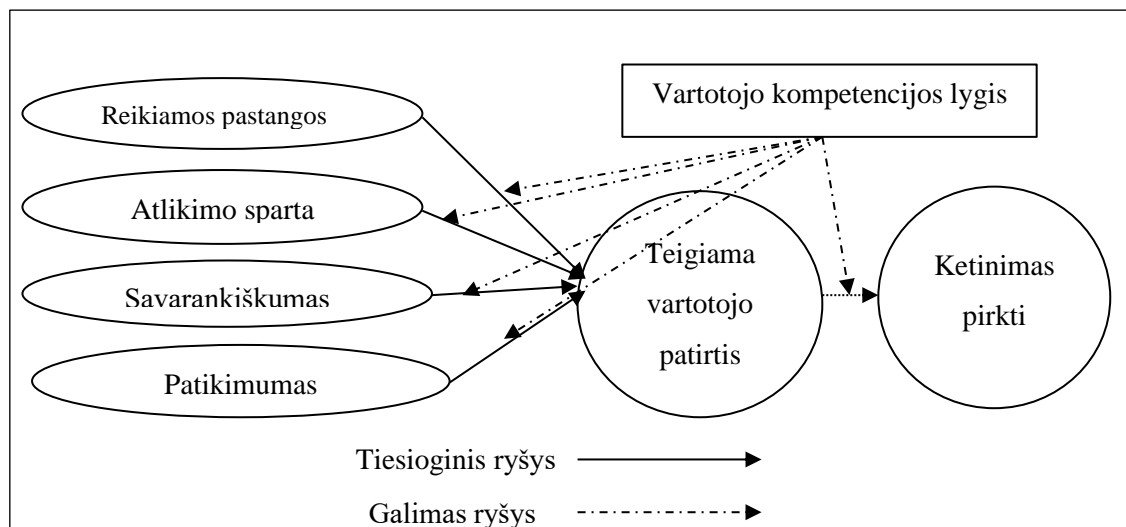 Vartotojo kompetencijos lygis
Reikiamos pastangos
Atlikimo sparta
Savarankiškumas
Patikimumas
Teigiama
vartotojo
patirtis
Ketinimas
pirkti
Tiesioginis ryšys
Galimas ryšys